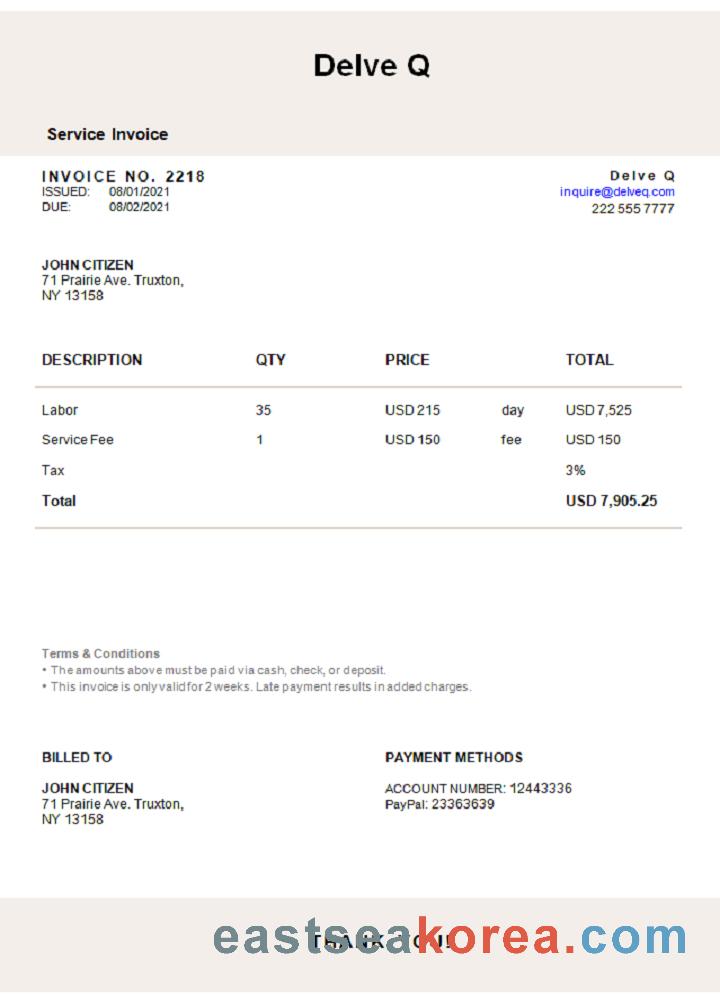 Delve Q
Service Invoice
INVOICE NO. 2218
Delve Q
ISSUED: 08/01/2021
inquire@delveq.com
DUE: 08/02/2021
222 555 7777
JOHN CITIZEN
71 Prairie Ave. Truxton,
NY 13158
DESCRIPTION QTY PRICE TOTAL
Labor 35 USD 215 day USD 7,525
Service Fee 1 USD 150 fee USD 150
Tax 3%
Total USD 7,905.25
Terms & Conditions
• The amounts above must be paid via cash, check, or deposit.
• This invoice is only valid for 2 weeks. Late payment results in added charges.
BILLED TO
JOHN CITIZEN
71 Prairie Ave. Truxton,
NY 13158
PAYMENT METHODS
ACCOUNT NUMBER: 12443336
PayPal: 23363639
THANK YOU!
eastseakorea.com